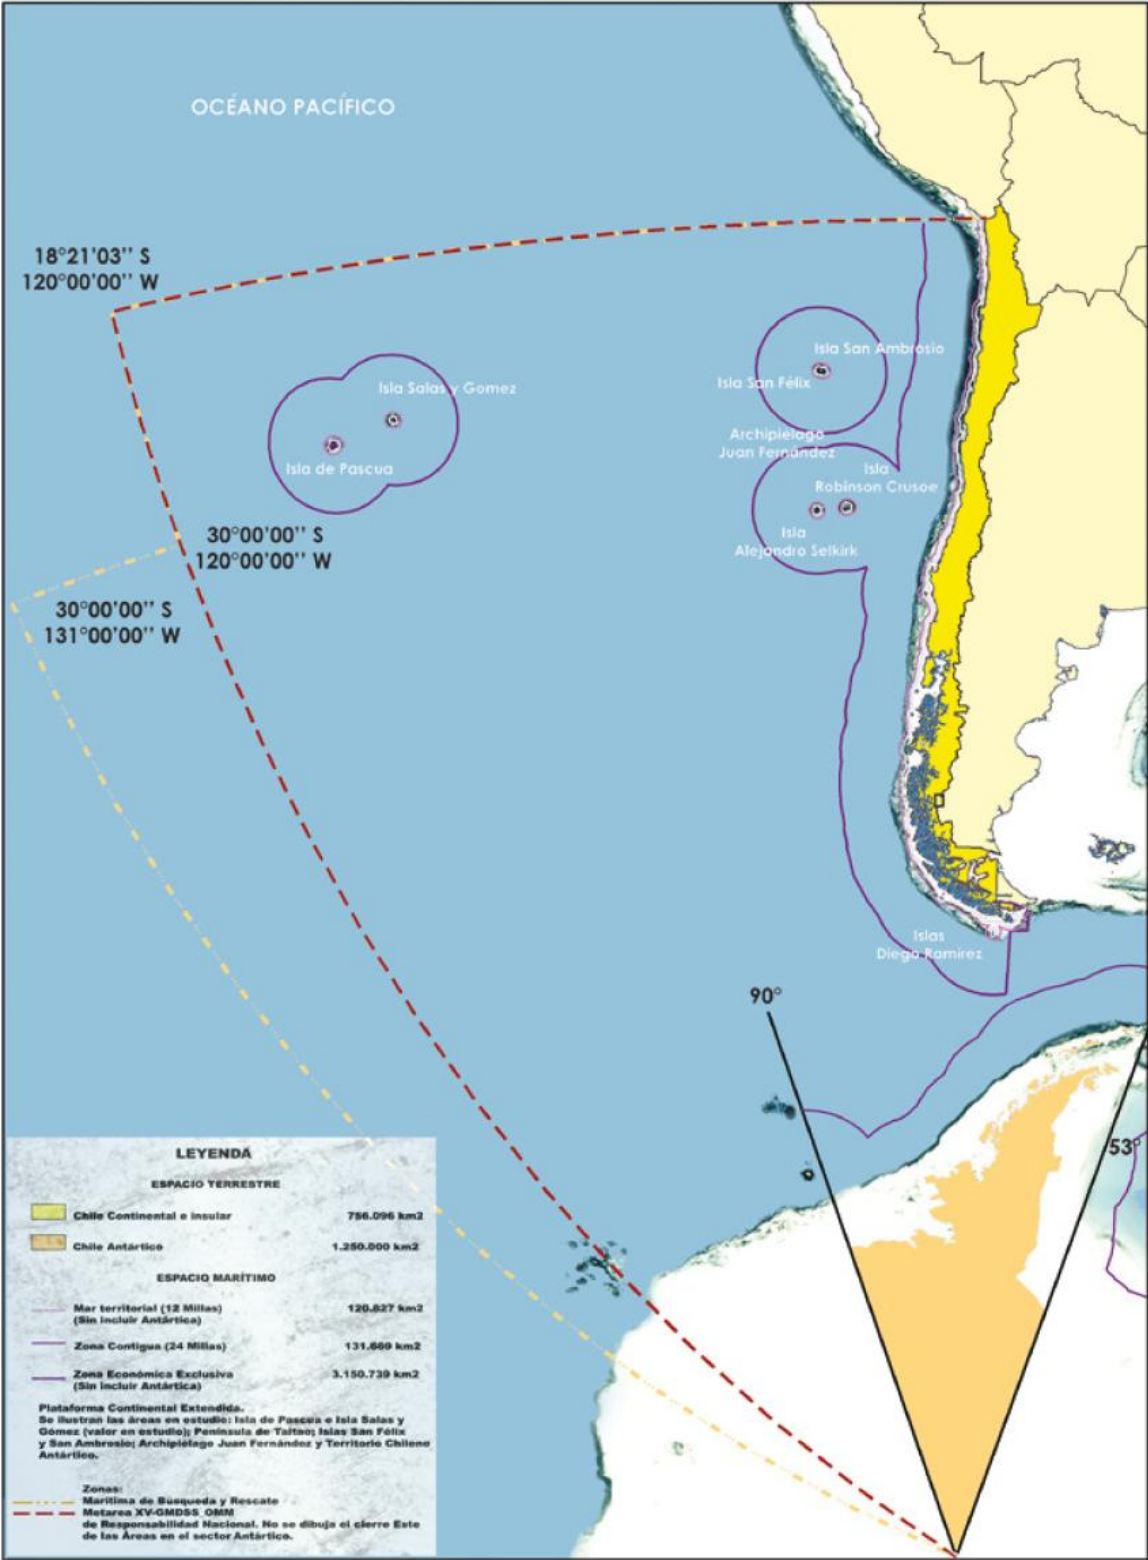 OCÉANO PACÍFICO
18°21'03'' S
120°00'00'' W
Isla San Ambrosio
Isla San Félix
Isla Salas y Gomez
Archipiélago
Juan Fernández
Isla de Pascua
Isla
Robinson Crusoe
Isla
Alejandro Selkirk
30°00'00'' S
120°00'00'' W
30°00'00'' S
131°00'00'' W
Islas
Diego Ramírez
90°
53°
LEYENDA
ESPACIO TERRESTRE
Chile Continental e insular 756.096 km2
Chile Antártico 1.250.000 km2
ESPACIO MARÍTIMO
Mar territorial (12 Millas) 120.827 km2
(Sin incluir Antártica)
Zona Contigua (24 Millas) 131.669 km2
Zona Económica Exclusiva 3.150.739 km2
(Sin incluir Antártica)
Plataforma Continental Extendida.
Se ilustran las áreas en estudio: Isla de Pascua e Isla Salas y
Gómez (valor en estudio); Península de Taitao; Islas San Félix
y San Ambrosio; Archipiélago Juan Fernández y Territorio Chileno
Antártico.
Zonas:
Marítima de Búsqueda y Rescate
Metarea XV-GMDSS_OMM
de Responsabilidad Nacional. No se dibuja el cierre Este
de las Áreas en el sector Antártico.